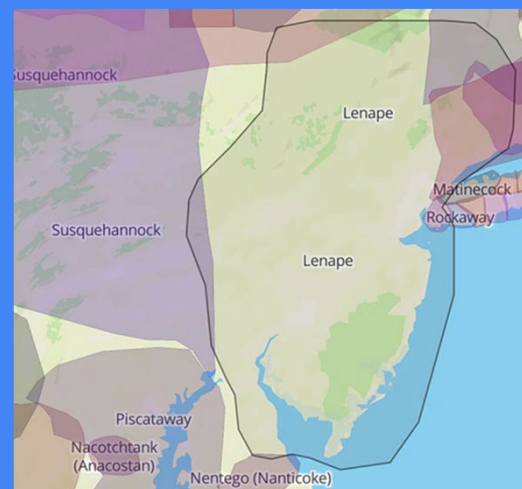 Susquehannock
Lenape
Matinecock
Rockaway
Susquehannock
Lenape
Piscataway
Nacotchtank
(Anacostan)
Nentego (Nanticoke)